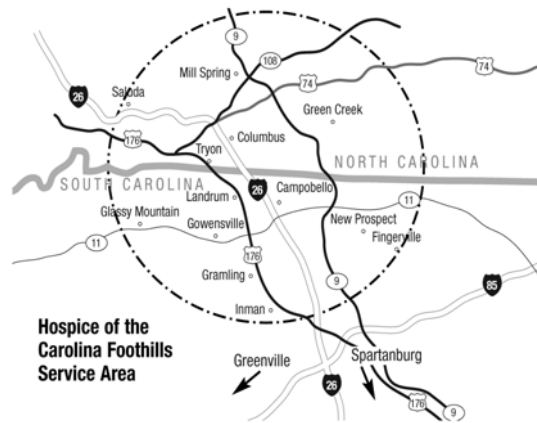 9
108
74
Mill Spring
26
74
Saluda
Green Creek
176
Columbus
Tryon
NORTH CAROLINA
SOUTH CAROLINA
26
Campobello
Landrum
11
Glassy Mountain
New Prospect
Gowensville
Fingerville
11
176
Gramling
9
85
Inman
Hospice of the
Carolina Foothills
Service Area
Greenville
Spartanburg
26
176
9